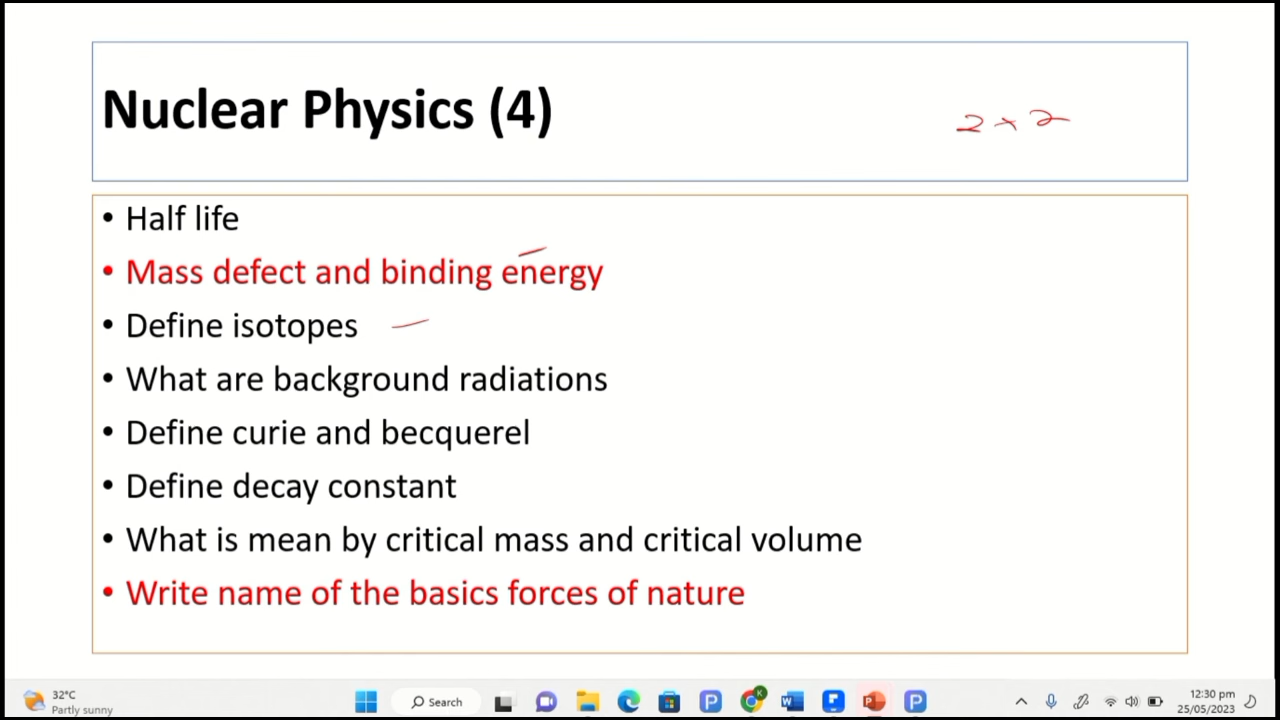 Nuclear Physics (4)
2 × 2
• Half life
• Mass defect and binding energy
• Define isotopes
• What are background radiations
• Define curie and becquerel
• Define decay constant
• What is mean by critical mass and critical volume
• Write name of the basics forces of nature
32°C
Partly sunny
Search
12:30 pm
25/05/2023